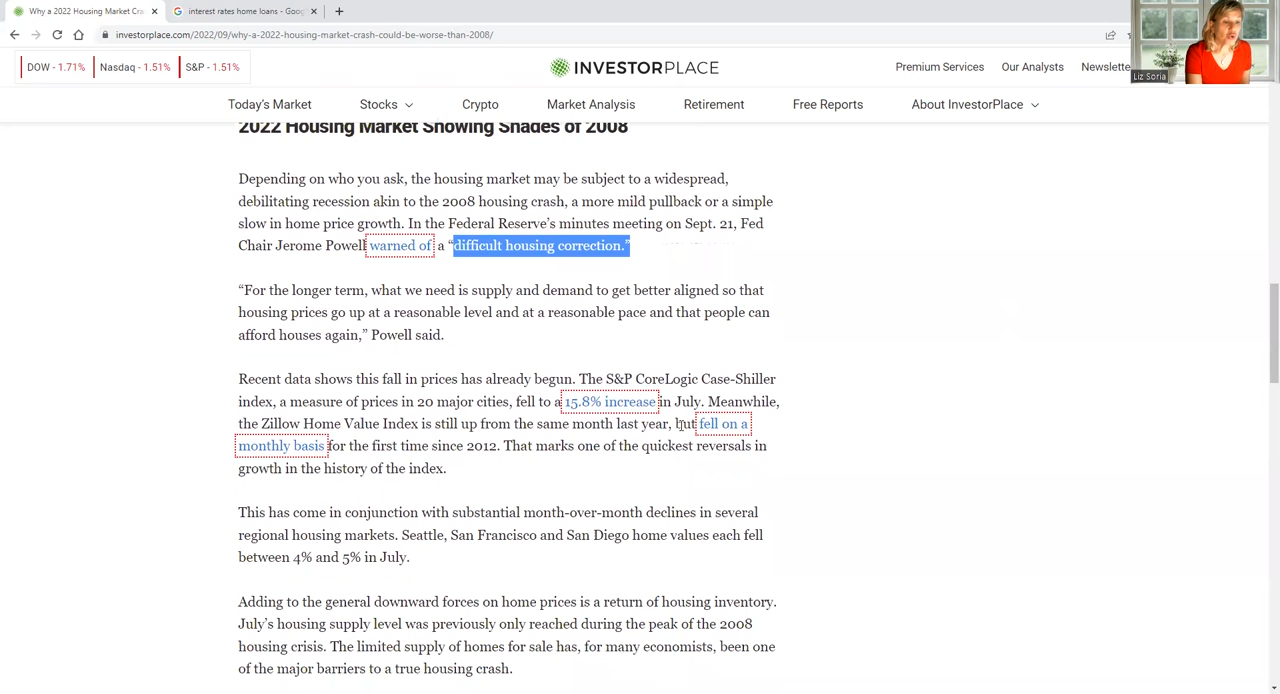 Why a 2022 Housing Market Cra
interest rates home loans - Goog
investorplace.com/2022/09/why-a-2022-housing-market-crash-could-be-worse-than-2008/
Liz Soria
DOW - 1.71%
Nasdaq - 1.51%
S&P - 1.51%
INVESTORPLACE
Premium Services
Our Analysts
Newslette
Today's Market
Stocks
Crypto
Market Analysis
Retirement
Free Reports
About InvestorPlace
2022 Housing Market Showing Shades of 2008
Depending on who you ask, the housing market may be subject to a widespread,
debilitating recession akin to the 2008 housing crash, a more mild pullback or a simple
slow in home price growth. In the Federal Reserve's minutes meeting on Sept. 21, Fed
Chair Jerome Powell warned of a “difficult housing correction.”
“For the longer term, what we need is supply and demand to get better aligned so that
housing prices go up at a reasonable level and at a reasonable pace and that people can
afford houses again,” Powell said.
Recent data shows this fall in prices has already begun. The S&P CoreLogic Case-Shiller
index, a measure of prices in 20 major cities, fell to a 15.8% increase in July. Meanwhile,
the Zillow Home Value Index is still up from the same month last year, but fell on a
monthly basis for the first time since 2012. That marks one of the quickest reversals in
growth in the history of the index.
This has come in conjunction with substantial month-over-month declines in several
regional housing markets. Seattle, San Francisco and San Diego home values each fell
between 4% and 5% in July.
Adding to the general downward forces on home prices is a return of housing inventory.
July's housing supply level was previously only reached during the peak of the 2008
housing crisis. The limited supply of homes for sale has, for many economists, been one
of the major barriers to a true housing crash.